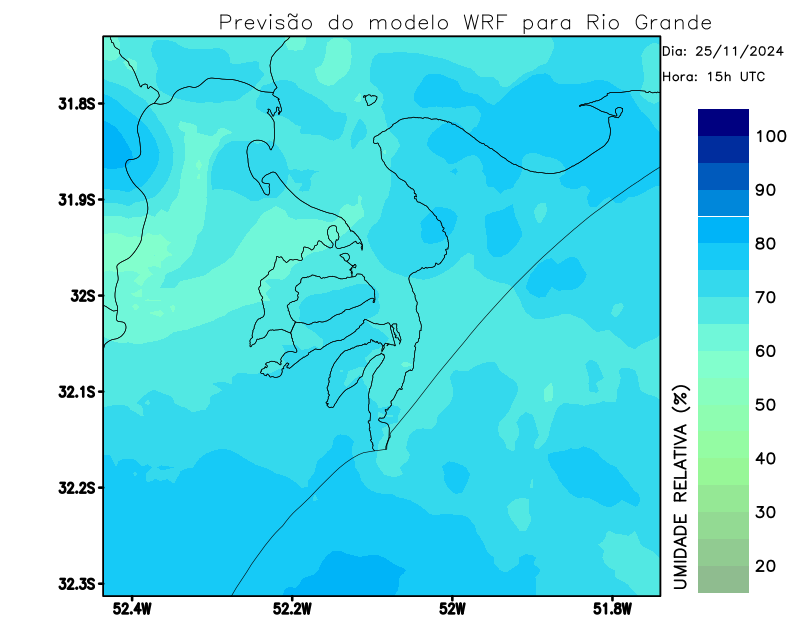 Previsão do modelo WRF para Rio Grande
Dia: 25/11/2024
Hora: 15h UTC
31.8S
31.9S
32S
32.1S
32.2S
32.3S
52.4W
52.2W
52W
51.8W
100
90
80
70
60
50
40
30
20
UMIDADE RELATIVA (%)